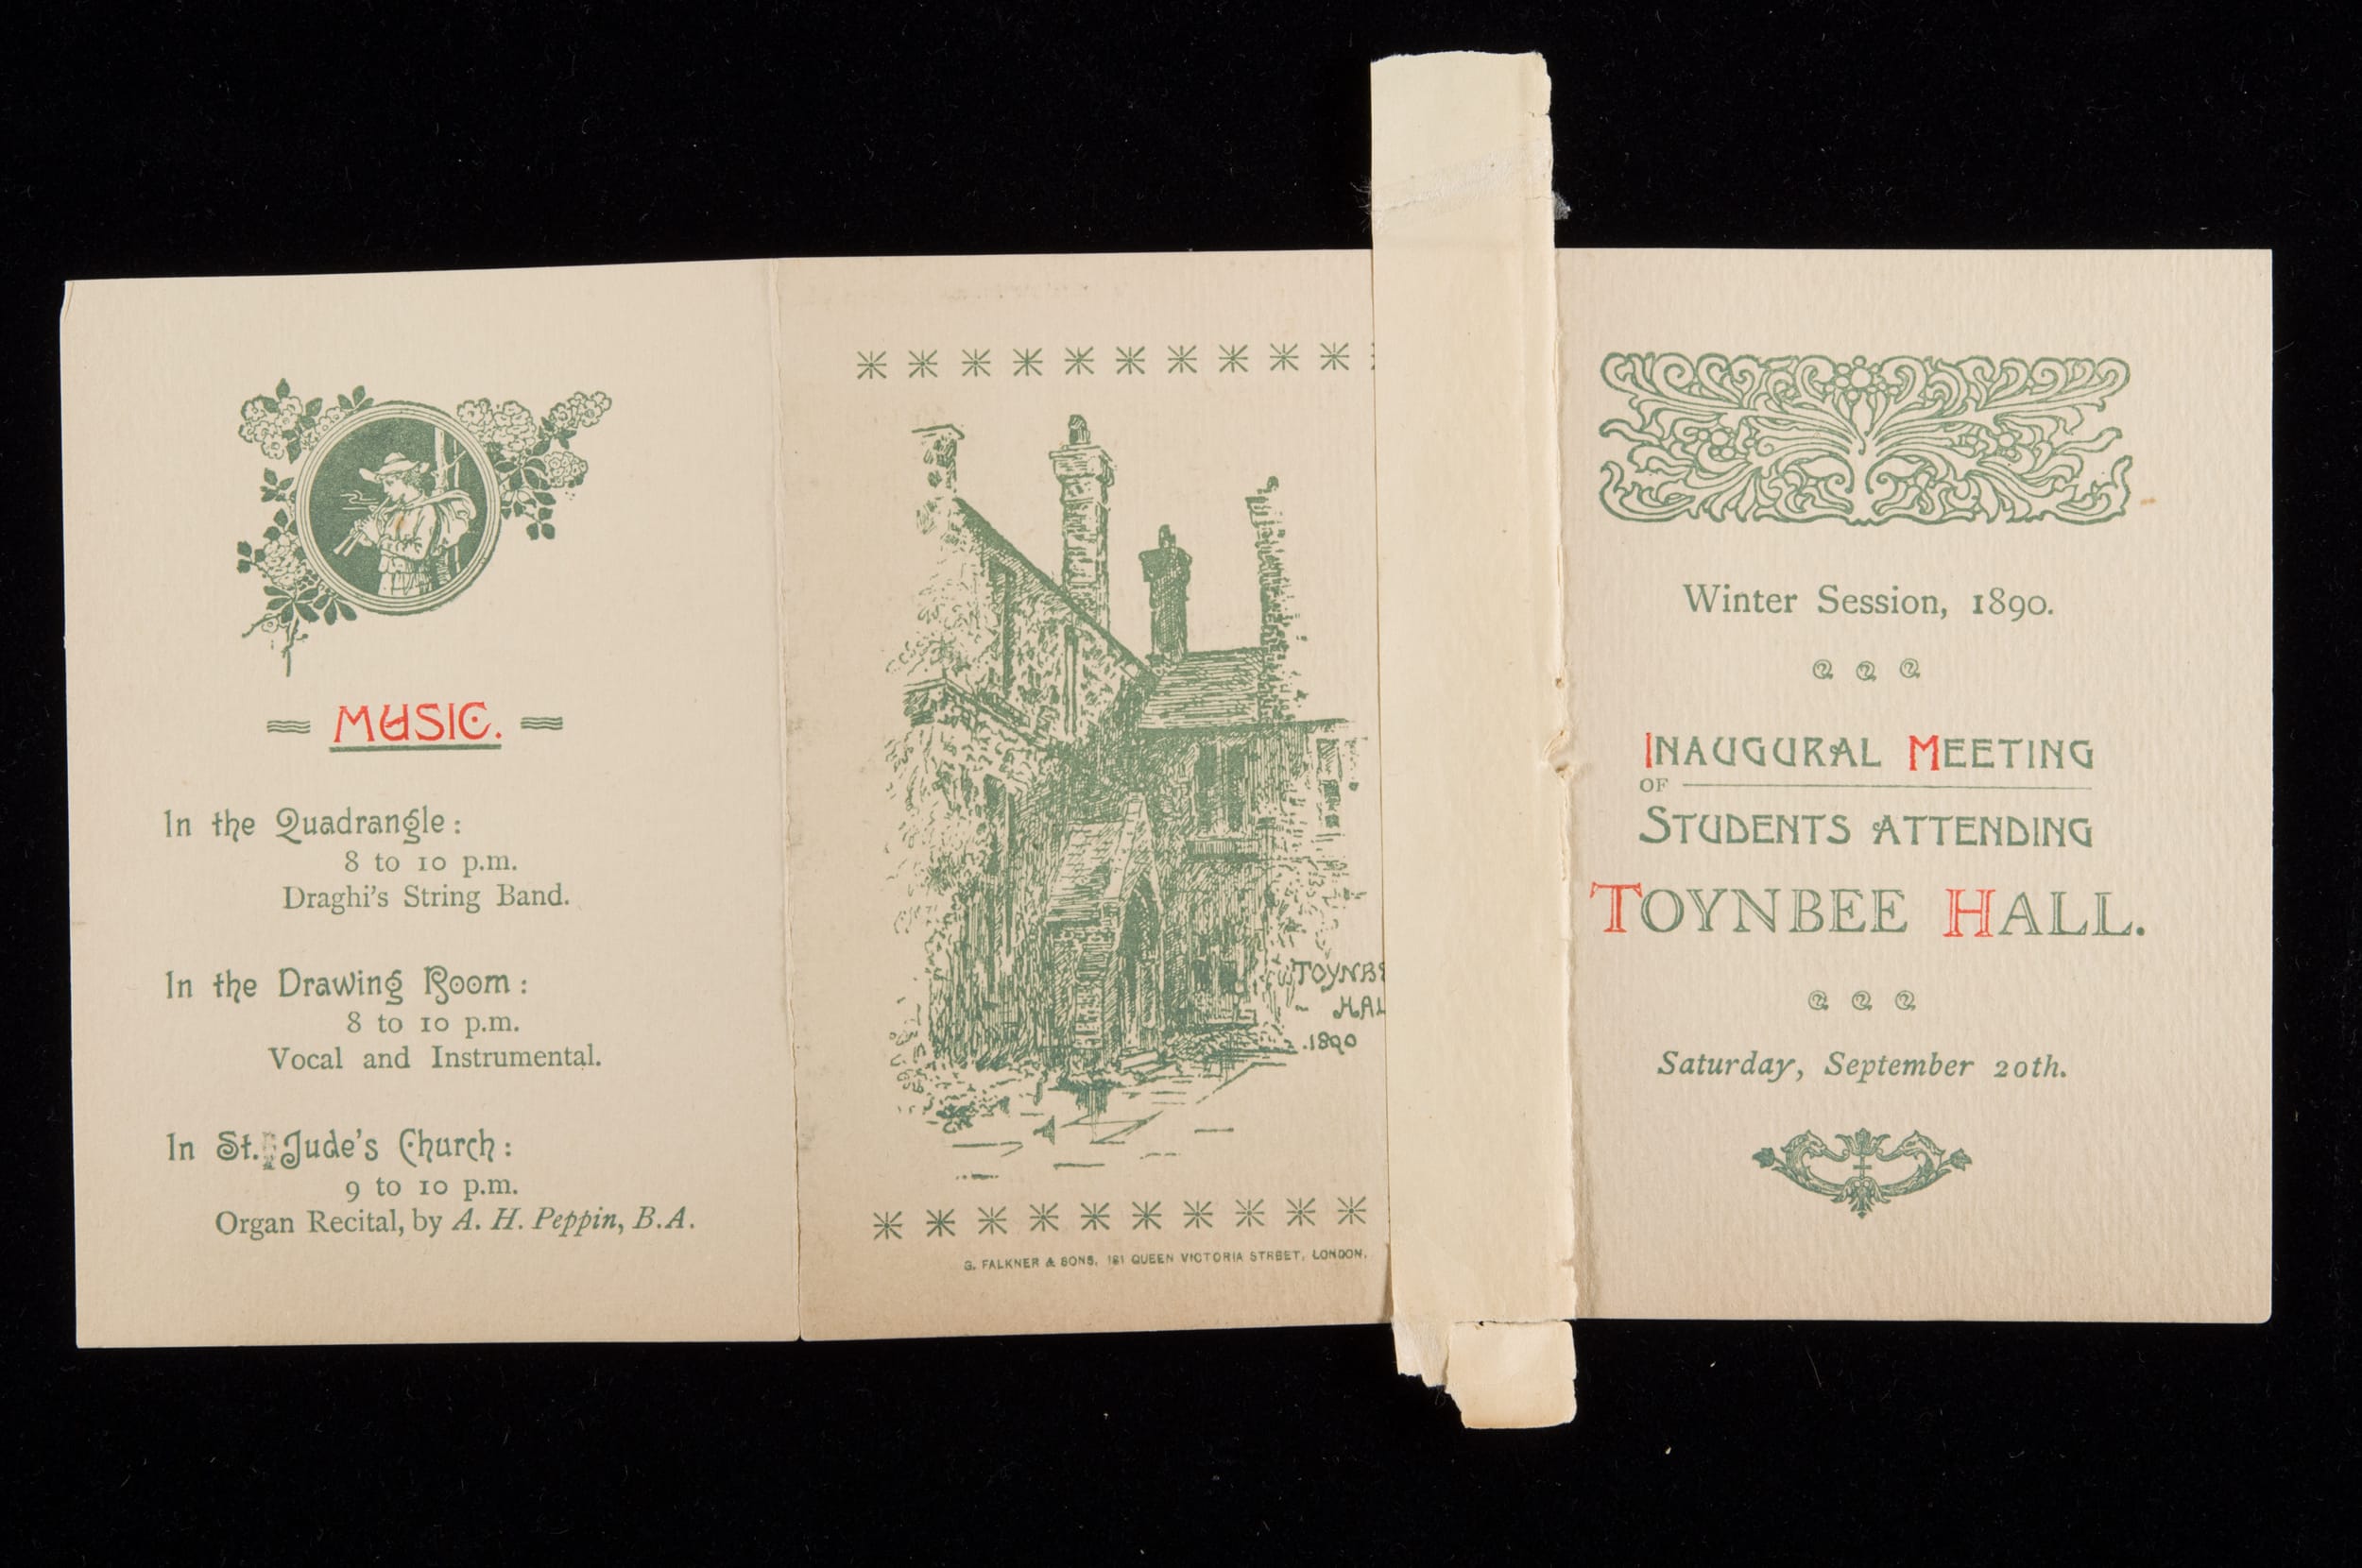 MUSIC.
In the Quadrangle:
8 to 10 p.m.
Draghi's String Band.
In the Drawing Room:
8 to 10 p.m.
Vocal and Instrumental.
In St. Jude's Church:
9 to 10 p.m.
Organ Recital, by A. H. Peppin, B.A.
TOYNBE
HAL
1890
G. FALKNER & SONS, 181 QUEEN VICTORIA STREET, LONDON.
Winter Session, 1890.
INAUGURAL MEETING
OF
STUDENTS ATTENDING
TOYNBEE HALL.
Saturday, September 20th.